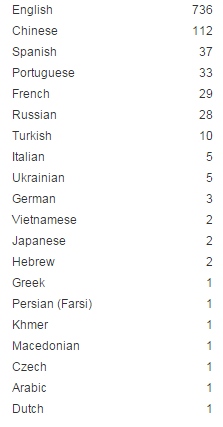 English 736
Chinese 112
Spanish 37
Portuguese 33
French 29
Russian 28
Turkish 10
Italian 5
Ukrainian 5
German 3
Vietnamese 2
Japanese 2
Hebrew 2
Greek 1
Persian (Farsi) 1
Khmer 1
Macedonian 1
Czech 1
Arabic 1
Dutch 1